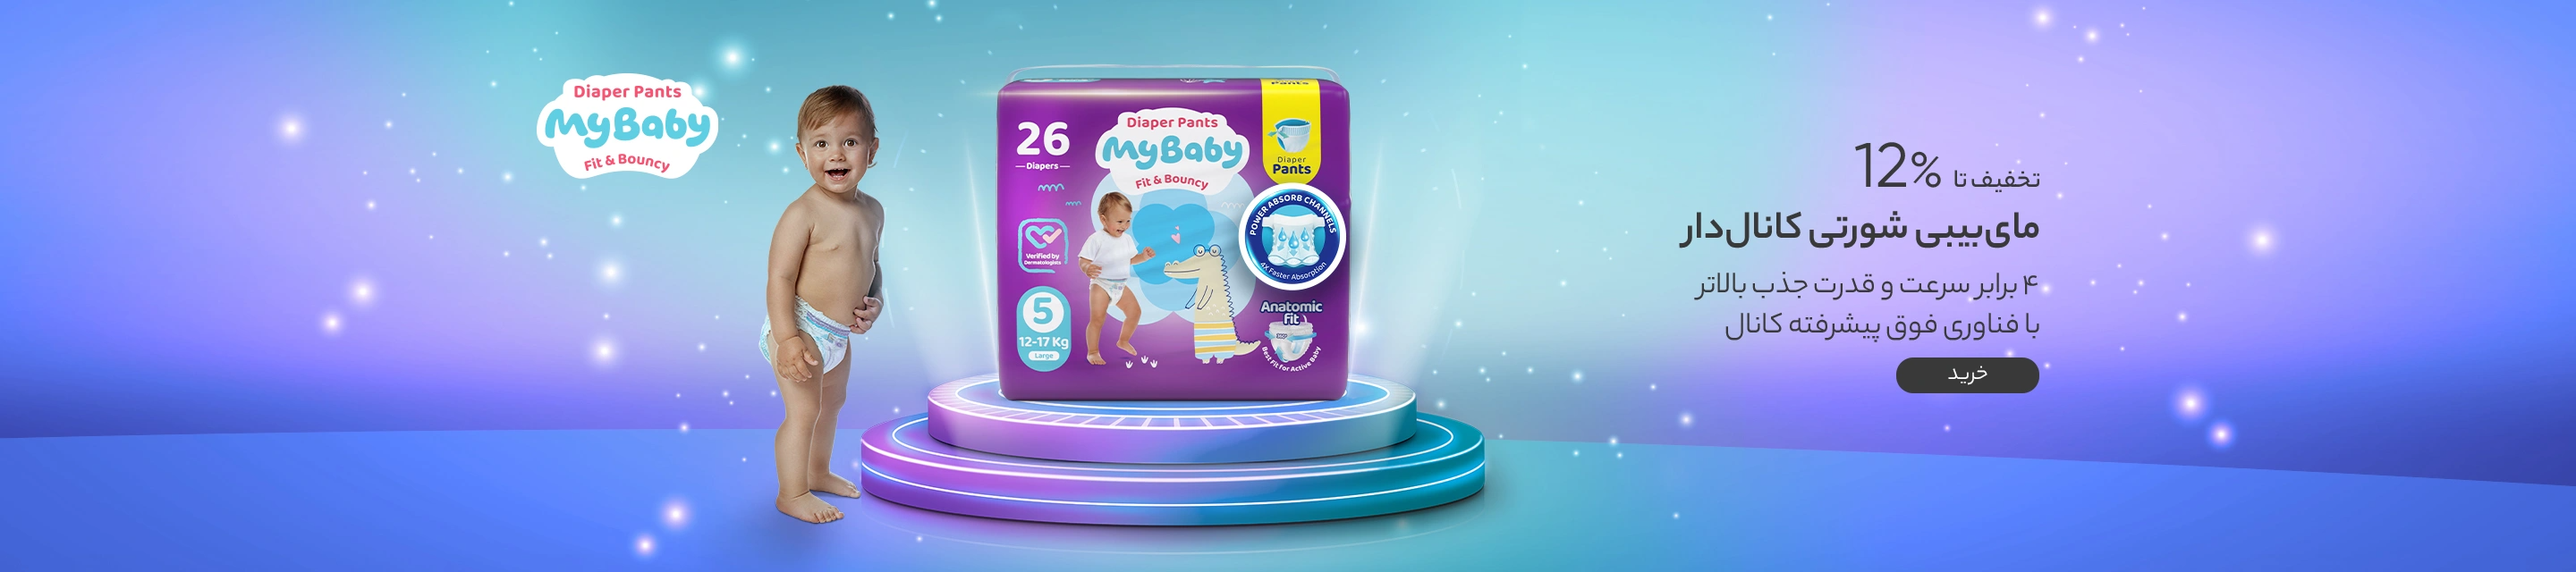 Diaper Pants
MyBaby
Fit & Bouncy
Pants
26
Diapers
Diaper Pants
MyBaby
Fit & Bouncy
Diaper
Pants
POWER ABSORB CHANNELS
4X Faster Absorption
Verified by
Dermatologists
5
12-17 Kg
Large
Anatomic
fit
Best Fit for Active Baby
تخفیف تا 12%
مای‌بیبی شورتی کانال‌دار
۴ برابر سرعت و قدرت جذب بالاتر
با فناوری فوق پیشرفته کانال
خرید